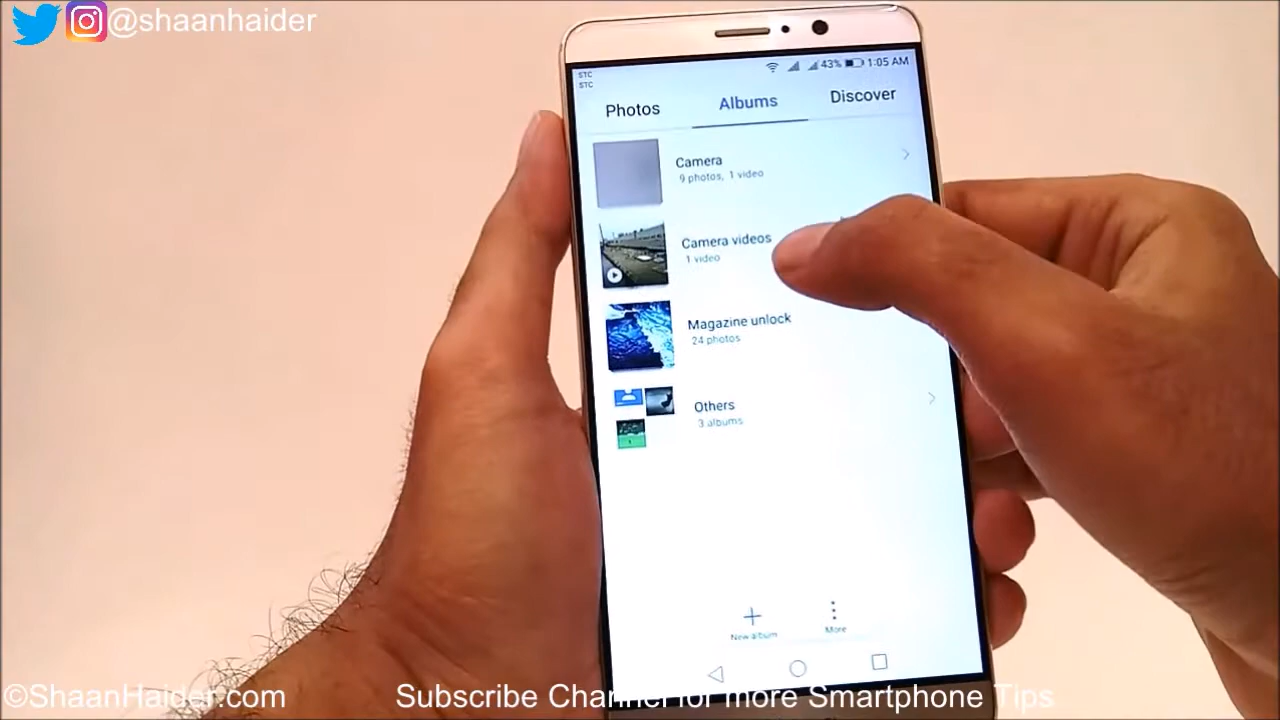 @shaanhaider
STC
STC
43% 1:05 AM
Photos Albums Discover
Camera
9 photos, 1 video
Camera videos
1 video
Magazine unlock
24 photos
Others
3 albums
New album More
©ShaanHaider.com Subscribe Channel for more Smartphone Tips